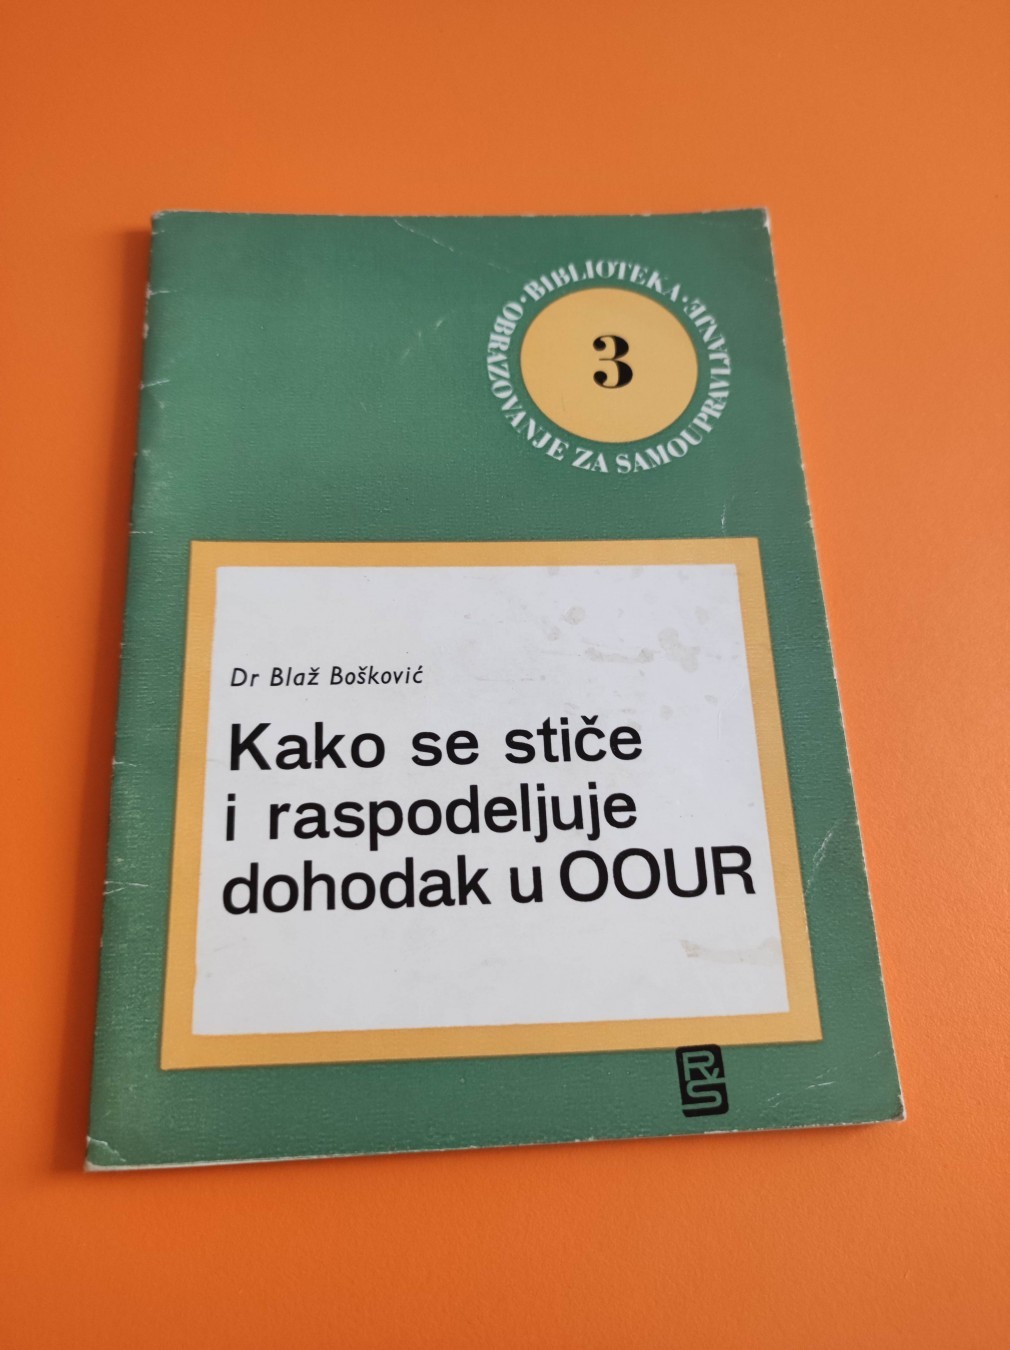 BIBLIOTEKA · OBRAZOVANJE ZA SAMOUPRAVLJANJE ·
3
Dr Blaž Bošković
Kako se stiče
i raspodeljuje
dohodak u OOUR
RS